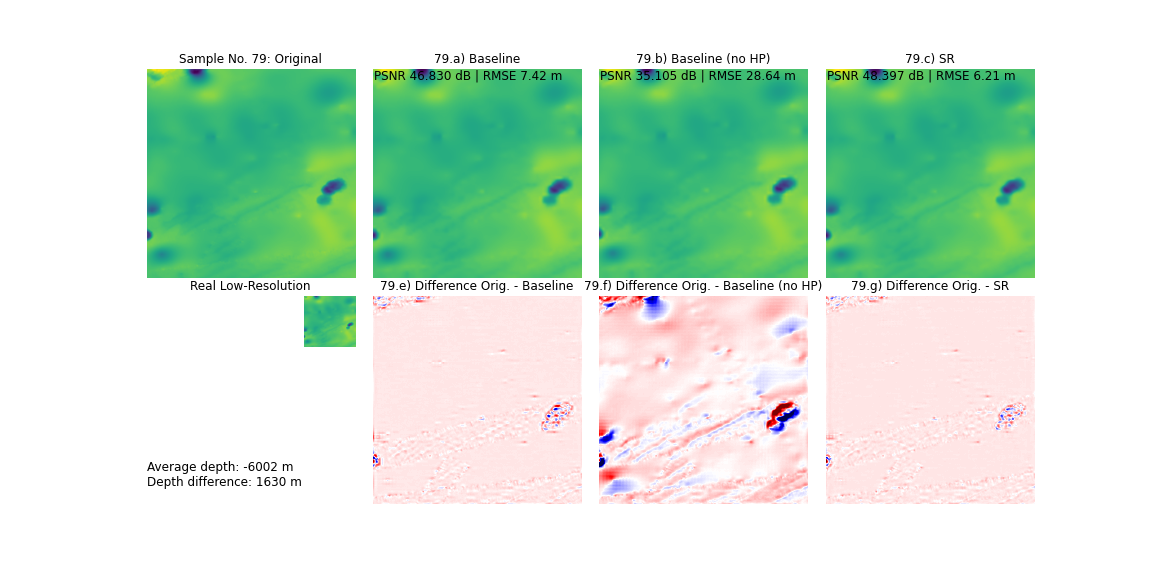 Sample No. 79: Original
79.a) Baseline
79.b) Baseline (no HP)
79.c) SR
PSNR 46.830 dB | RMSE 7.42 m
PSNR 35.105 dB | RMSE 28.64 m
PSNR 48.397 dB | RMSE 6.21 m
Real Low-Resolution
79.e) Difference Orig. - Baseline
79.f) Difference Orig. - Baseline (no HP)
79.g) Difference Orig. - SR
Average depth: -6002 m
Depth difference: 1630 m